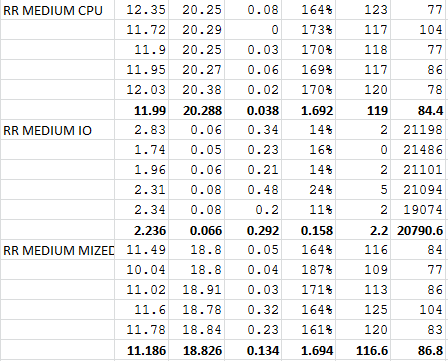 RR MEDIUM CPU 12.35 20.25 0.08 164% 123 77
11.72 20.29 0 173% 117 104
11.9 20.25 0.03 170% 118 77
11.95 20.27 0.06 169% 117 86
12.03 20.38 0.02 170% 120 78
11.99 20.288 0.038 1.692 119 84.4
RR MEDIUM IO 2.83 0.06 0.34 14% 2 21198
1.74 0.05 0.23 16% 0 21486
1.96 0.06 0.21 14% 2 21101
2.31 0.08 0.48 24% 5 21094
2.34 0.08 0.2 11% 2 19074
2.236 0.066 0.292 0.158 2.2 20790.6
RR MEDIUM MIZED 11.49 18.8 0.05 164% 116 84
10.04 18.8 0.04 187% 109 77
11.02 18.91 0.03 171% 113 86
11.6 18.78 0.32 164% 125 104
11.78 18.84 0.23 161% 120 83
11.186 18.826 0.134 1.694 116.6 86.8